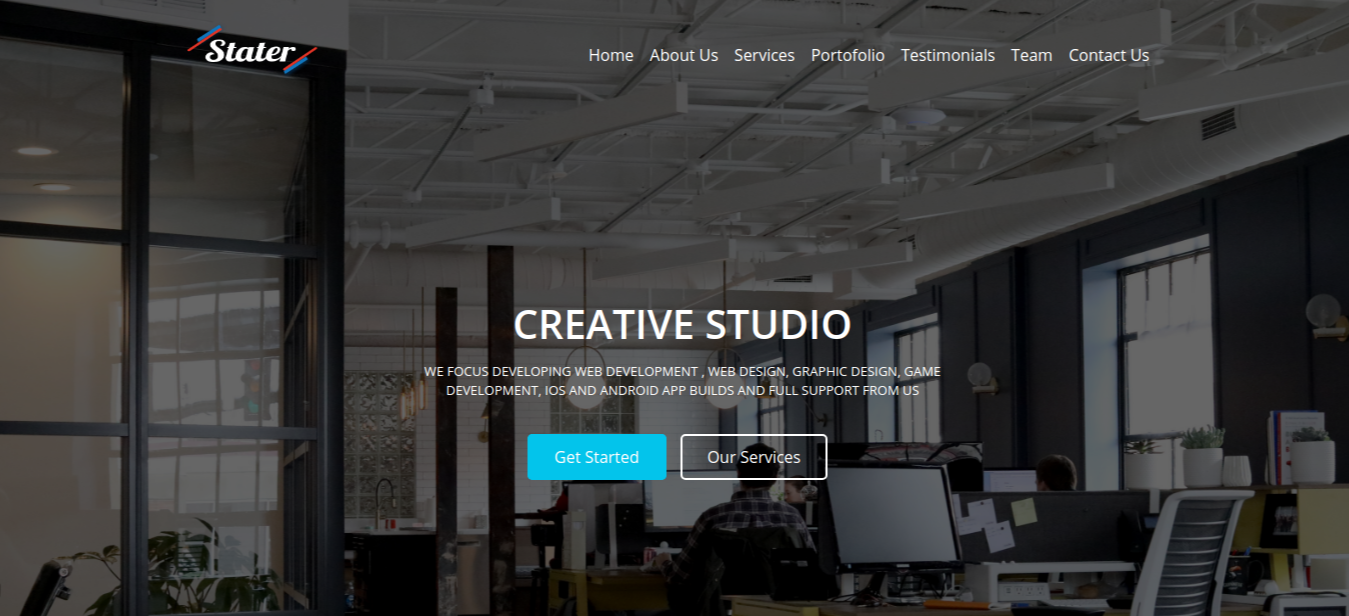 Stater
Home About Us Services Portofolio Testimonials Team Contact Us
CREATIVE STUDIO
WE FOCUS DEVELOPING WEB DEVELOPMENT , WEB DESIGN, GRAPHIC DESIGN, GAME
DEVELOPMENT, IOS AND ANDROID APP BUILDS AND FULL SUPPORT FROM US
Get Started Our Services